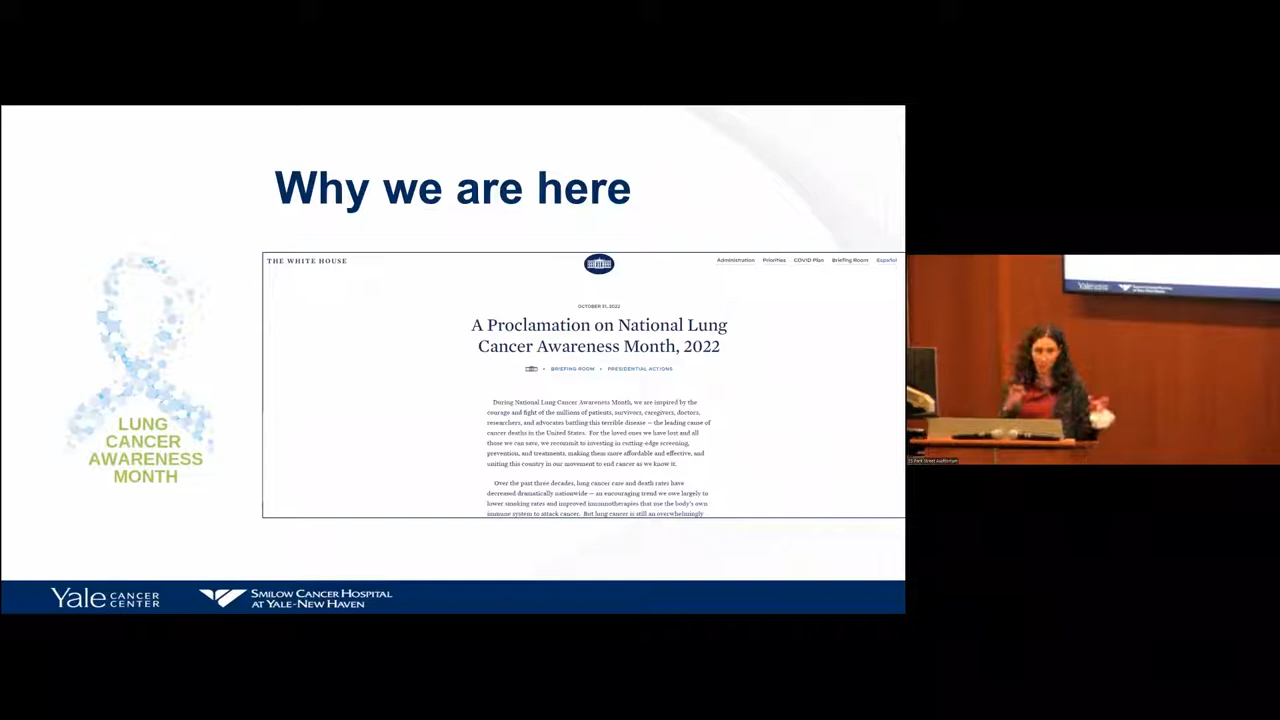 Why we are here
LUNG
CANCER
AWARENESS
MONTH
THE WHITE HOUSE
Administration Priorities COVID Plan Briefing Room Español
OCTOBER 31, 2022
A Proclamation on National Lung
Cancer Awareness Month, 2022
BRIEFING ROOM • PRESIDENTIAL ACTIONS
During National Lung Cancer Awareness Month, we are inspired by the
courage and fight of the millions of patients, survivors, caregivers, doctors,
researchers, and advocates battling this terrible disease — the leading cause of
cancer deaths in the United States. For the loved ones we have lost and all
those we can save, we recommit to investing in cutting-edge screening,
prevention, and treatments, making them more affordable and effective, and
uniting this country in our movement to end cancer as we know it.
Over the past three decades, lung cancer care and death rates have
decreased dramatically nationwide — an encouraging trend we owe largely to
lower smoking rates and improved immunotherapies that use the body's own
immune system to attack cancer. But lung cancer is still an overwhelmingly
Yale CANCER
CENTER
SMILOW CANCER HOSPITAL
AT YALE-NEW HAVEN
Yale
55 Park Street Auditorium